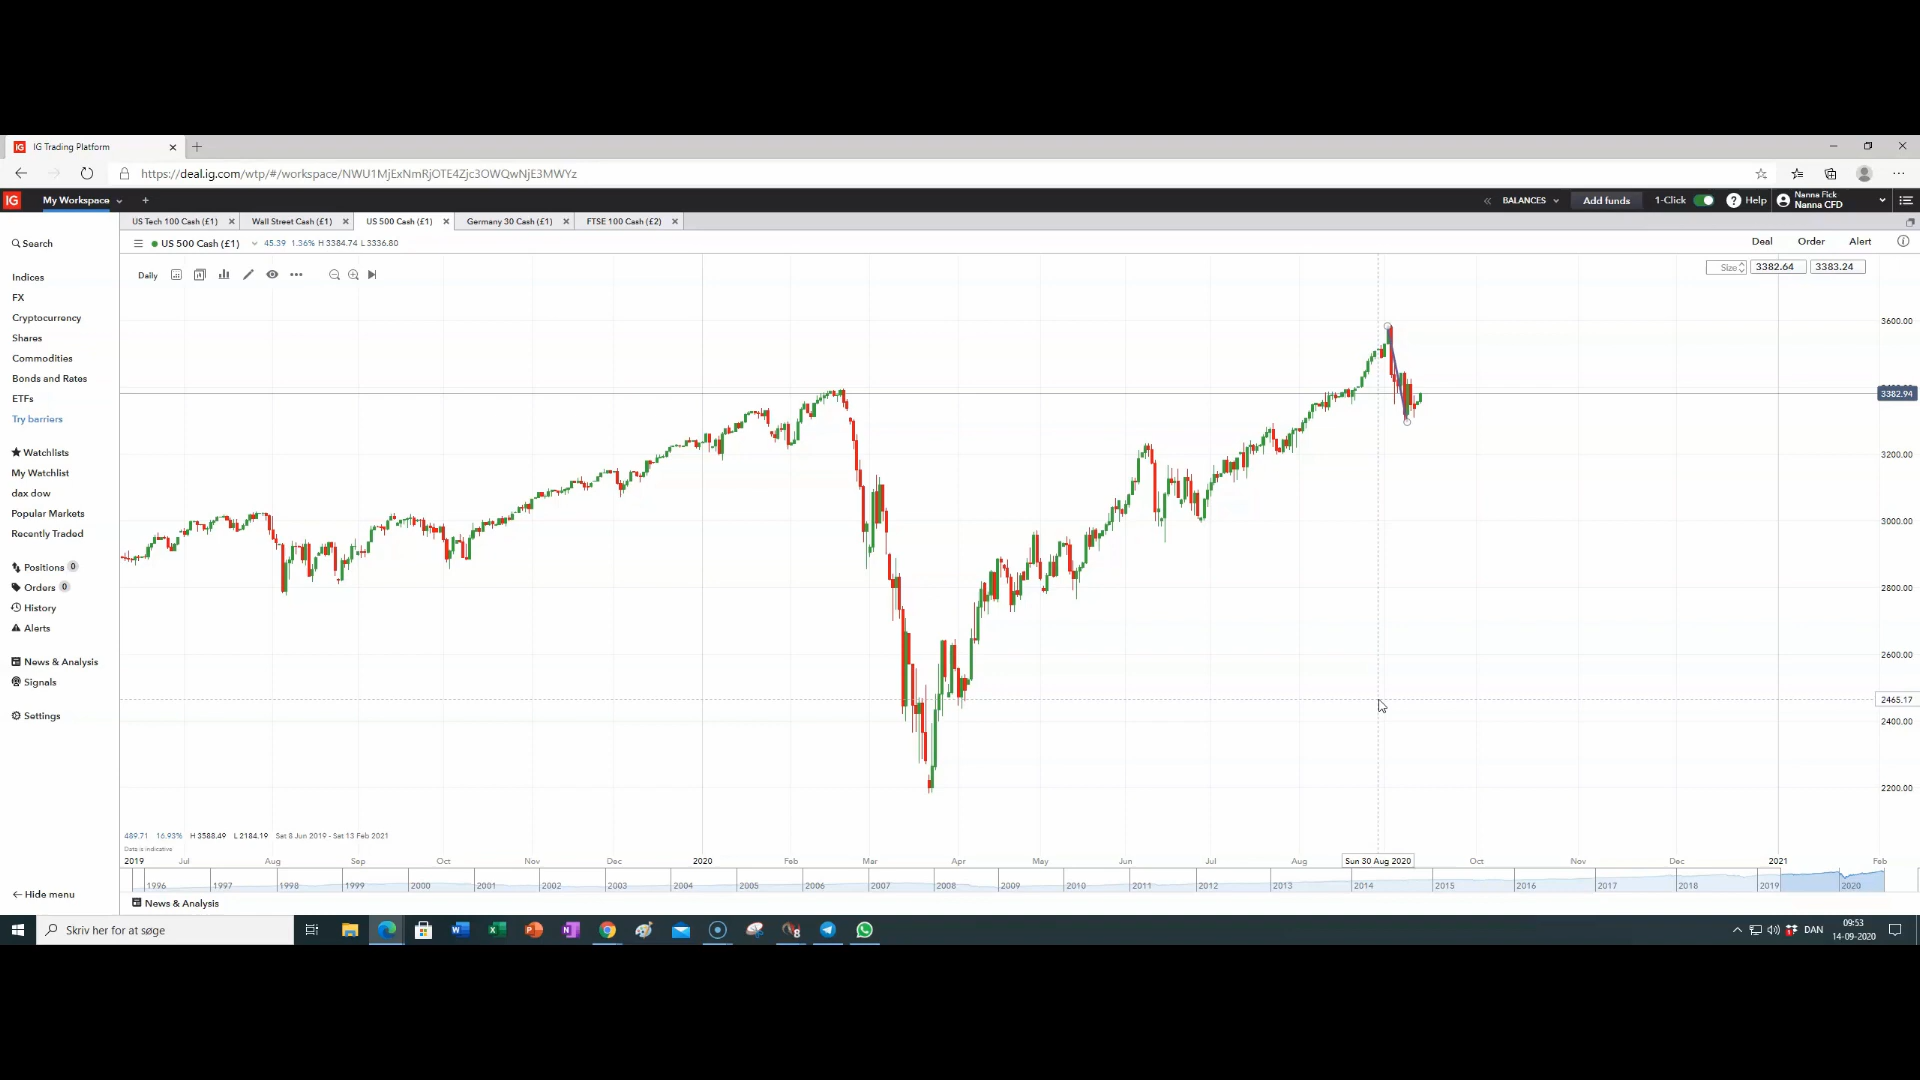 IG IG Trading Platform
https://deal.ig.com/wtp/#/workspace/NWU1MjExNmRjOTE4Zjc3OWQwNjE3MWYz
IG My Workspace BALANCES Add funds 1-Click Help Nanna Fick
Nanna CFD
US Tech 100 Cash (£1) Wall Street Cash (£1) US 500 Cash (£1) Germany 30 Cash (£1) FTSE 100 Cash (£2)
Search
US 500 Cash (£1) 45.39 1.36% H 3384.74 L 3336.80 Deal Order Alert
Daily Size 3382.64 3383.24
Indices
FX
Cryptocurrency
Shares
Commodities
Bonds and Rates
ETFs
Try barriers
Watchlists
My Watchlist
dax dow
Popular Markets
Recently Traded
Positions 0
Orders 0
History
Alerts
News & Analysis
Signals
Settings
Hide menu
3600.00
3382.94
3200.00
3000.00
2800.00
2600.00
2465.17
2400.00
2200.00
489.71 16.93% H 3588.49 L 2184.19 Sat 8 Jun 2019 - Sat 13 Feb 2021
Data is indicative
2019 Jul Aug Sep Oct Nov Dec 2020 Feb Mar Apr May Jun Jul Aug Sun 30 Aug 2020 Oct Nov Dec 2021 Feb
1996 1997 1998 1999 2000 2001 2002 2003 2004 2005 2006 2007 2008 2009 2010 2011 2012 2013 2014 2015 2016 2017 2018 2019 2020
News & Analysis
Skriv her for at søge
DAN
09:53
14-09-2020